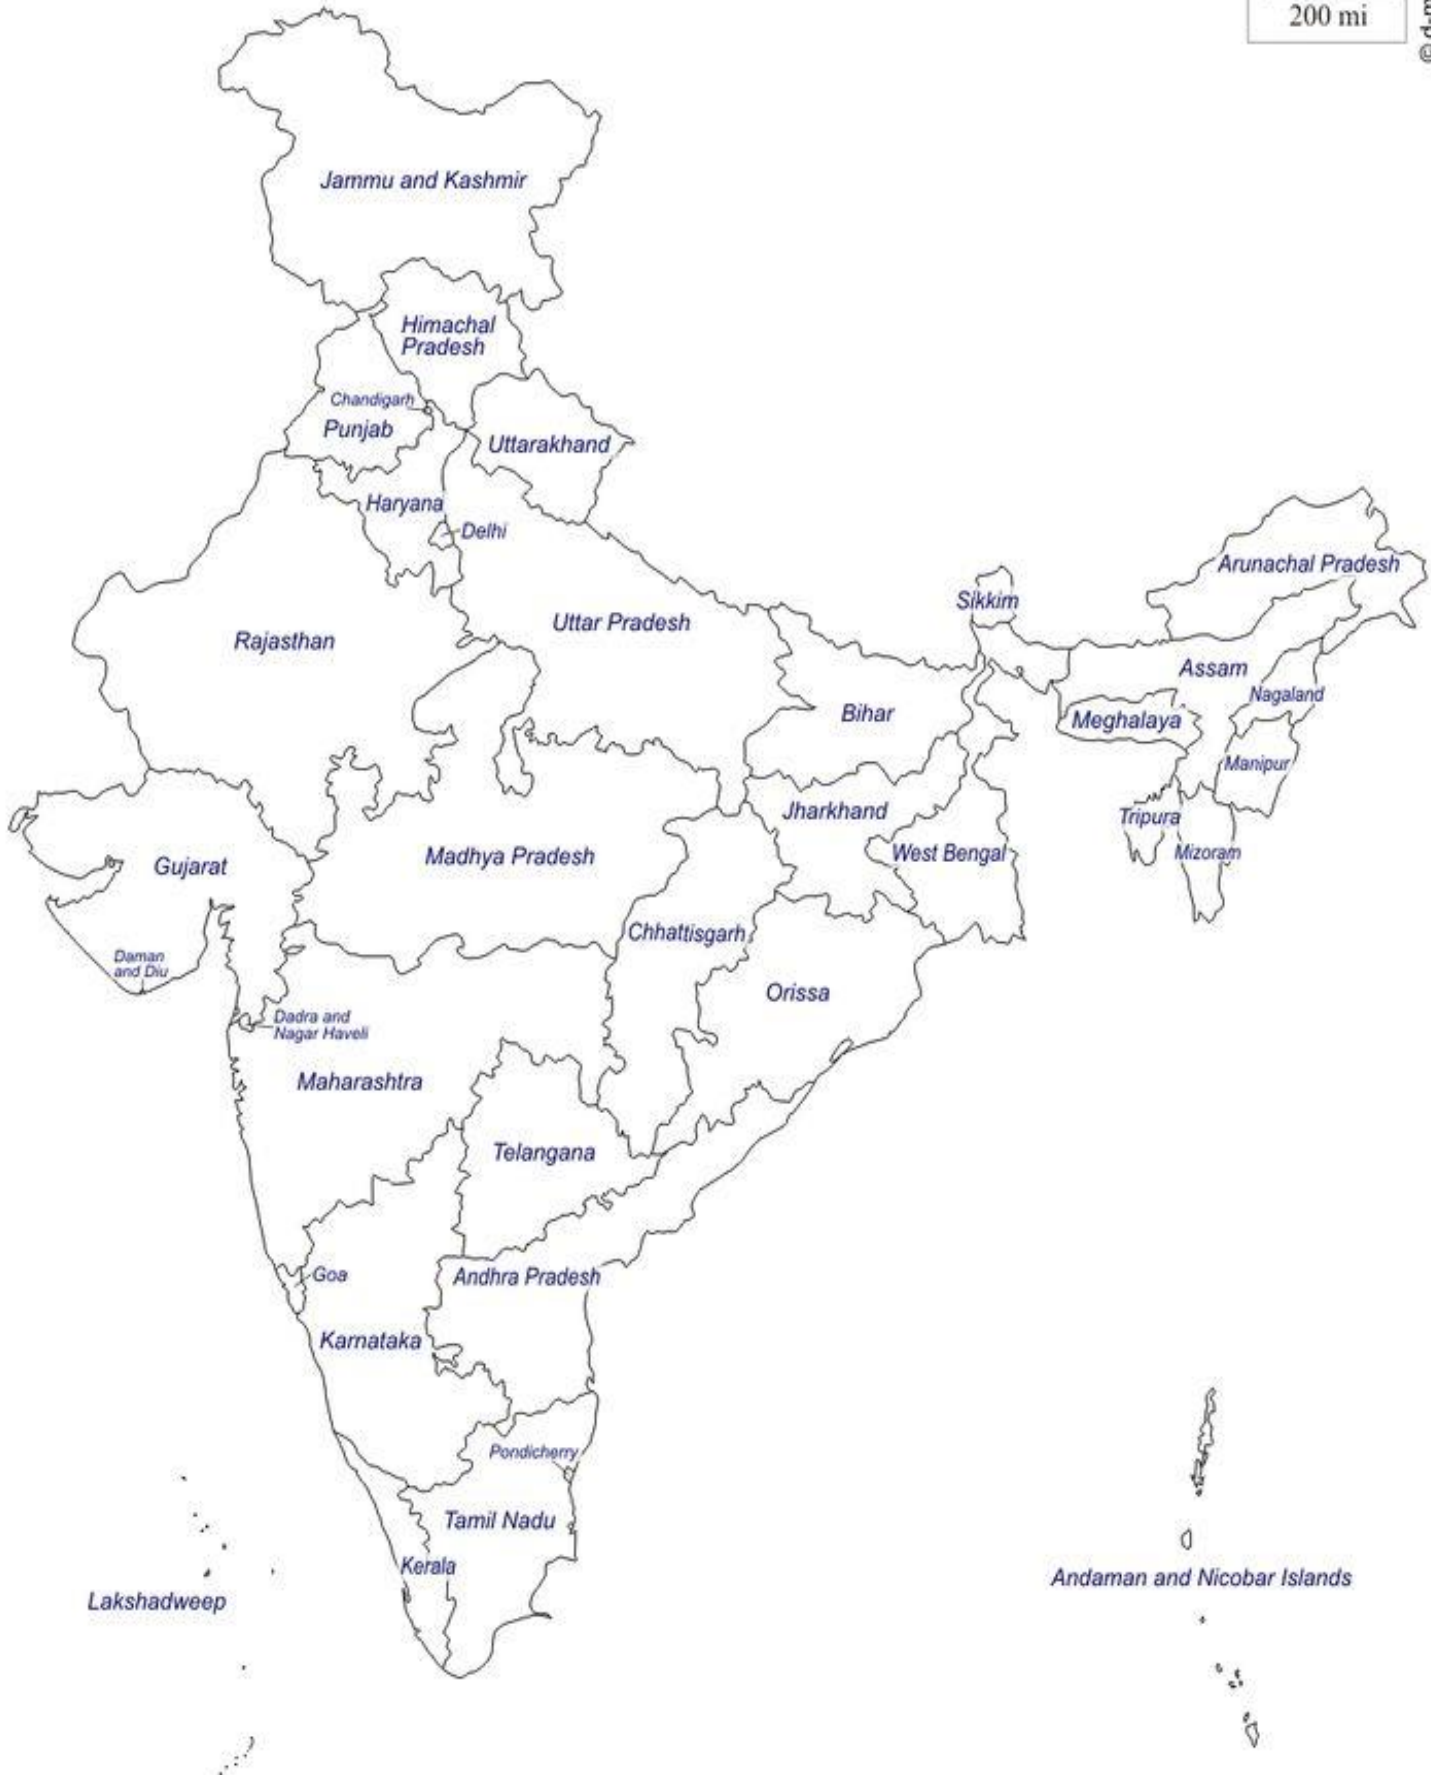 200 mi
© d-m
Jammu and Kashmir
Himachal
Pradesh
Chandigarh
Punjab
Uttarakhand
Haryana
Delhi
Arunachal Pradesh
Sikkim
Uttar Pradesh
Rajasthan
Assam
Nagaland
Bihar
Meghalaya
Manipur
Jharkhand
Tripura
West Bengal
Mizoram
Madhya Pradesh
Gujarat
Chhattisgarh
Daman
and Diu
Orissa
Dadra and
Nagar Haveli
Maharashtra
Telangana
Goa
Andhra Pradesh
Karnataka
Pondicherry
Tamil Nadu
Kerala
Andaman and Nicobar Islands
Lakshadweep